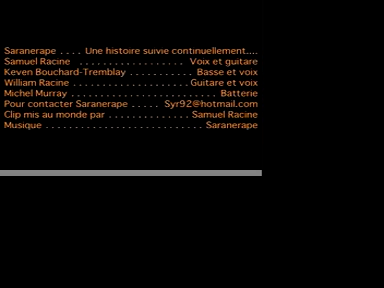 Saranerape . . . . Une histoire suivie continuellement....
Samuel Racine . . . . . . . . . . . . . . . . . . Voix et guitare
Keven Bouchard-Tremblay . . . . . . . . . . . Basse et voix
William Racine . . . . . . . . . . . . . . . . . . . . Guitare et voix
Michel Murray . . . . . . . . . . . . . . . . . . . . . . . . . Batterie
Pour contacter Saranerape . . . . . Syr92@hotmail.com
Clip mis au monde par . . . . . . . . . . . . . . Samuel Racine
Musique . . . . . . . . . . . . . . . . . . . . . . . . . . . Saranerape